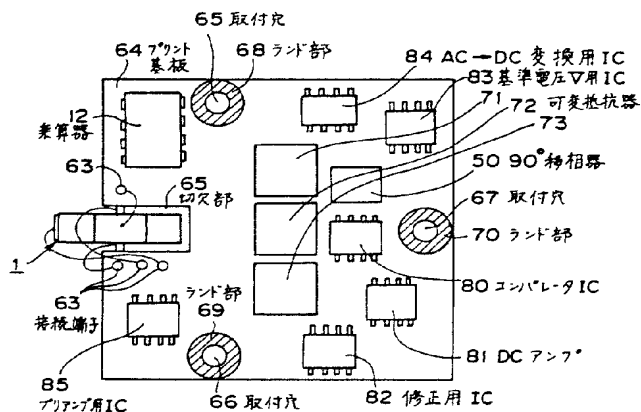 65 取付穴
64 プリント基板
68 ランド部
84 AC→DC 変換用IC
83 基準電圧▽用IC
71
72 可変抵抗器
73
12
乗算器
63
65
切欠部
50 90°移相器
67 取付穴
1
70 ランド部
63
接続端子
ランド部
69
80 コンパレータIC
81 DCアンプ
85
プリアンプ用IC
66 取付穴
82 修正用IC